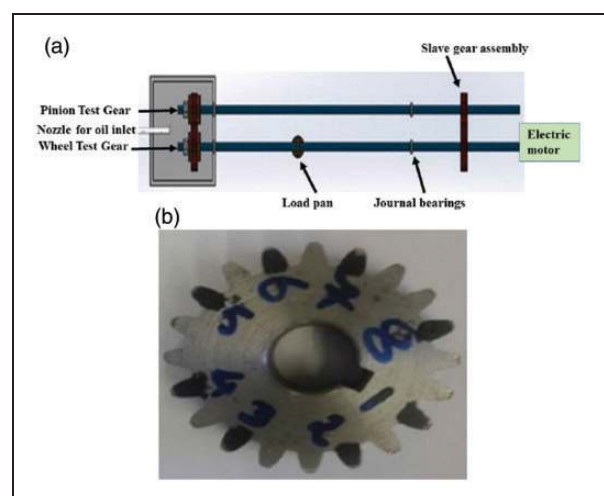 (a)
Slave gear assembly
Pinion Test Gear
Nozzle for oil inlet
Wheel Test Gear
Electric
motor
Load pan
Journal bearings
(b)
1
2
3
4
5
6
8